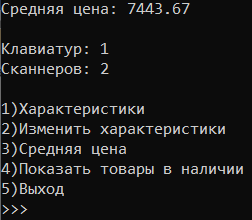 Средняя цена: 7443.67
Клавиатур: 1
Сканнеров: 2
1)Характеристики
2)Изменить характеристики
3)Средняя цена
4)Показать товары в наличии
5)Выход
>>>